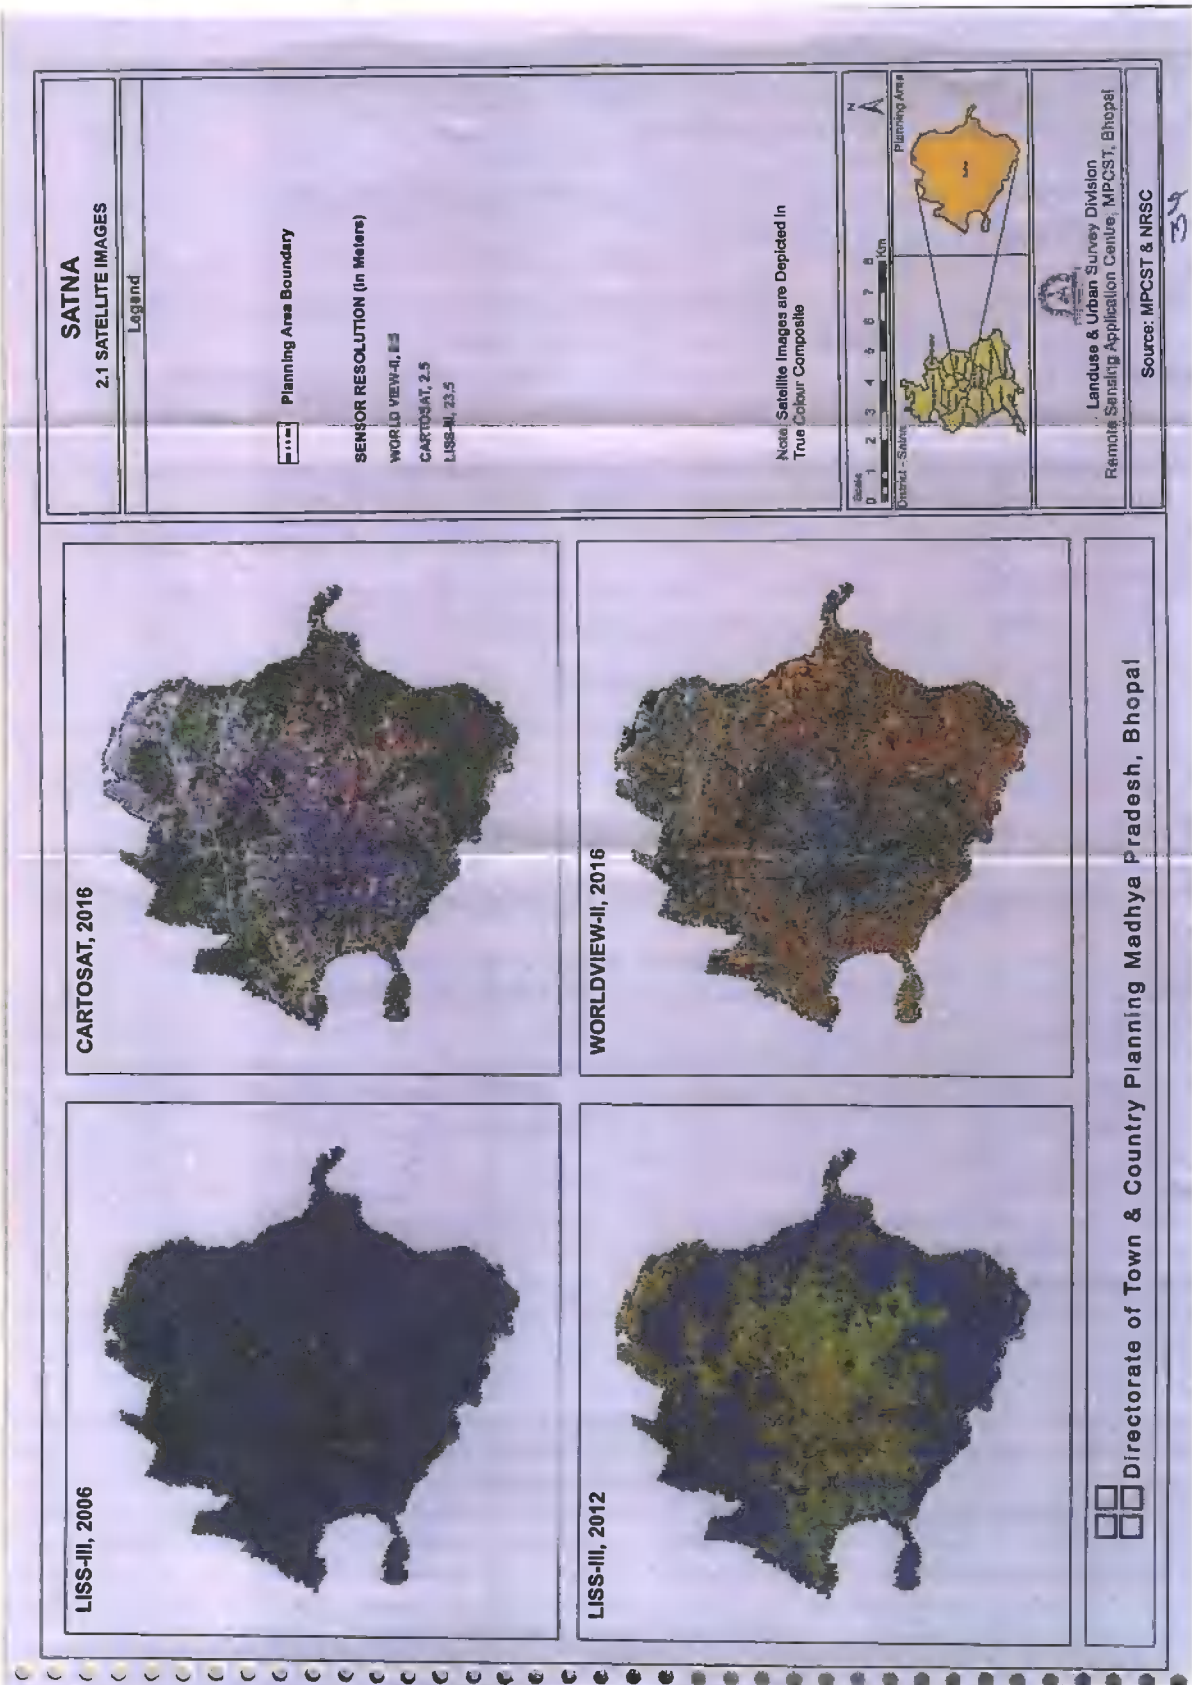 SATNA
2.1 SATELLITE IMAGES
Legend
Planning Area Boundary
SENSOR RESOLUTION (in Meters)
WORLD VIEW-II,
CARTOSAT, 2.5
LISS-III, 23.5
Note: Satellite Images are Depicted In
True Colour Composite
Scale
0 1 2 3 4 5 6 7 8
Km
N
District - Satna
Planning Area
Landuse & Urban Survey Division
Remote Sensing Application Centre, MPCST, Bhopal
Source: MPCST & NRSC
34
LISS-III, 2006
CARTOSAT, 2016
LISS-III, 2012
WORLDVIEW-II, 2016
Directorate of Town & Country Planning Madhya Pradesh, Bhopal